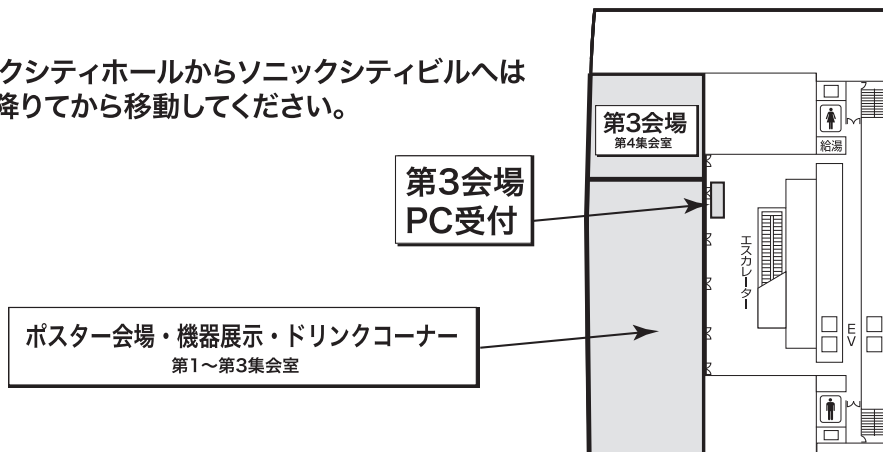 クシティホールからソニックシティビルへは
降りてから移動してください。
第3会場
第4集会室
給湯
第3会場
PC受付
エスカレーター
ポスター会場・機器展示・ドリンクコーナー
第1～第3集会室
EV